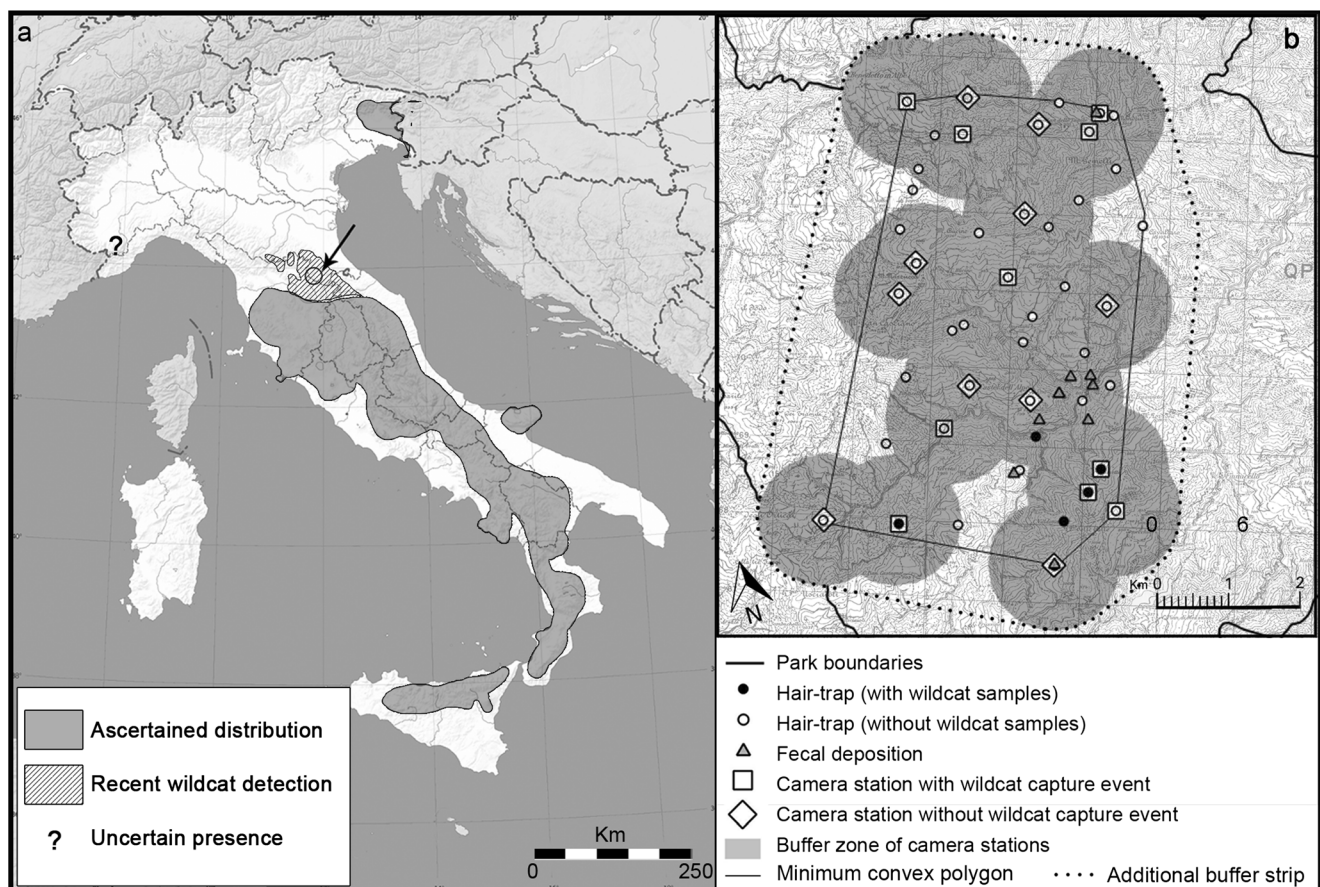 a
?
Ascertained distribution
Recent wildcat detection
? Uncertain presence
Km
0 250
b
QP
0 6
N
Km 0 1 2
Park boundaries
Hair-trap (with wildcat samples)
Hair-trap (without wildcat samples)
Fecal deposition
Camera station with wildcat capture event
Camera station without wildcat capture event
Buffer zone of camera stations
Minimum convex polygon Additional buffer strip